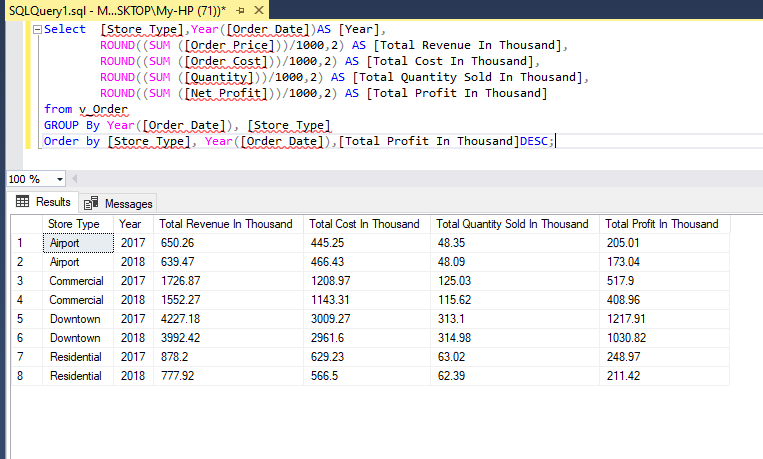 SQLQuery1.sql - M...SKTOP\My-HP (71))*
Select [Store Type],Year([Order Date])AS [Year],
ROUND((SUM ([Order Price]))/1000,2) AS [Total Revenue In Thousand],
ROUND((SUM ([Order Cost]))/1000,2) AS [Total Cost In Thousand],
ROUND((SUM ([Quantity]))/1000,2) AS [Total Quantity Sold In Thousand],
ROUND((SUM ([Net Profit]))/1000,2) AS [Total Profit In Thousand]
from v_Order
GROUP By Year([Order Date]), [Store Type]
Order by [Store Type], Year([Order Date]),[Total Profit In Thousand]DESC;
100 %
Results Messages
Store Type Year Total Revenue In Thousand Total Cost In Thousand Total Quantity Sold In Thousand Total Profit In Thousand
1 Airport 2017 650.26 445.25 48.35 205.01
2 Airport 2018 639.47 466.43 48.09 173.04
3 Commercial 2017 1726.87 1208.97 125.03 517.9
4 Commercial 2018 1552.27 1143.31 115.62 408.96
5 Downtown 2017 4227.18 3009.27 313.1 1217.91
6 Downtown 2018 3992.42 2961.6 314.98 1030.82
7 Residential 2017 878.2 629.23 63.02 248.97
8 Residential 2018 777.92 566.5 62.39 211.42